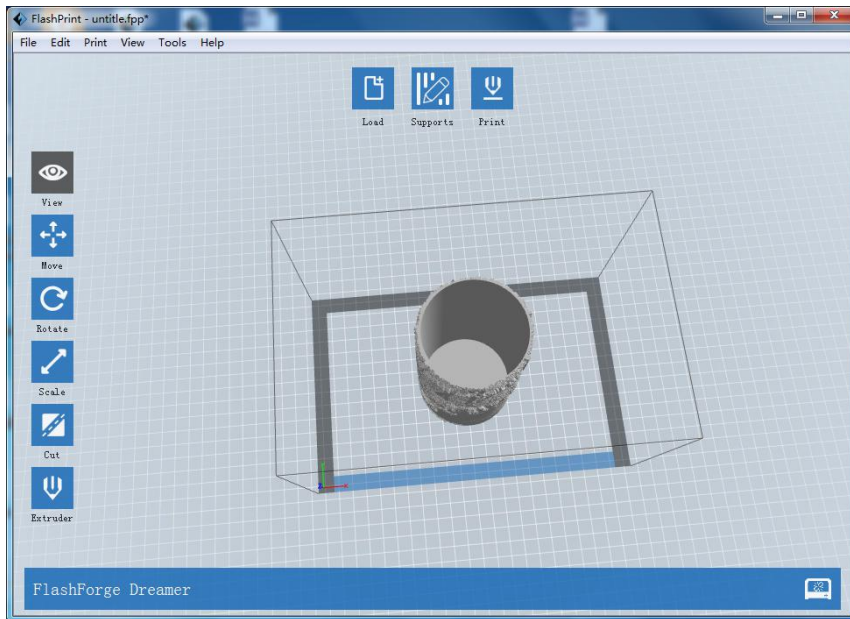 FlashPrint - untitle.fpp*
File Edit Print View Tools Help
Load Supports Print
View
Move
Rotate
Scale
Cut
Extruder
FlashForge Dreamer